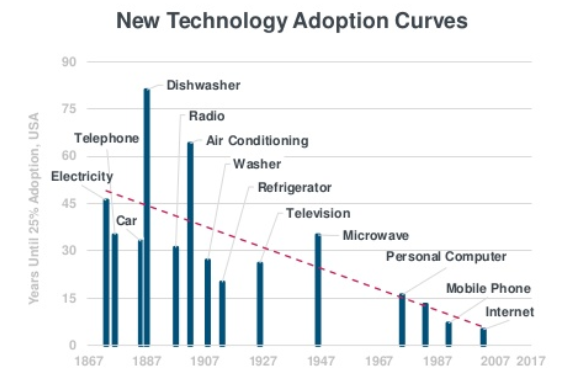 New Technology Adoption Curves
90
75
60
45
30
15
0
Years Until 25% Adoption, USA
Dishwasher
Radio
Telephone
Air Conditioning
Washer
Electricity
Refrigerator
Car
Television
Microwave
Personal Computer
Mobile Phone
Internet
1867 1887 1907 1927 1947 1967 1987 2007 2017